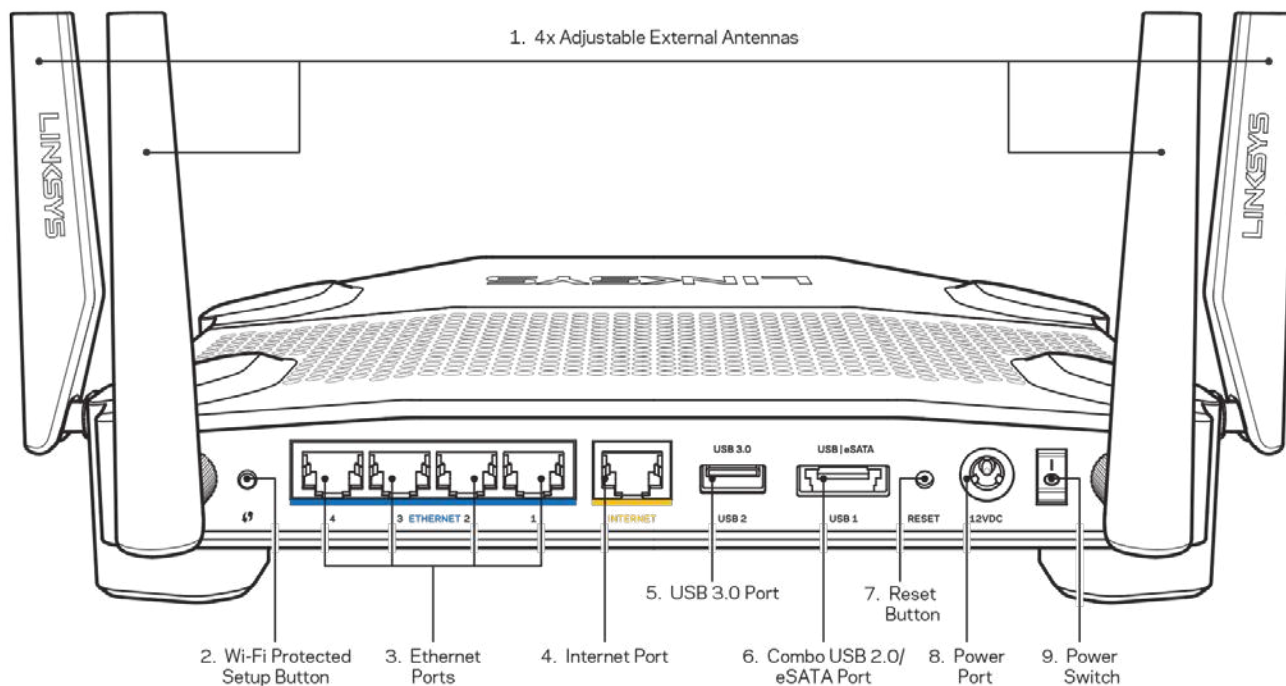 1. 4x Adjustable External Antennas
LINKSYS
LINKSYS
LINKSYS
USB 3.0
USB | eSATA
4
3 ETHERNET 2
1
INTERNET
USB 2
USB 1
RESET
12VDC
5. USB 3.0 Port
7. Reset
Button
2. Wi-Fi Protected
Setup Button
3. Ethernet
Ports
4. Internet Port
6. Combo USB 2.0/
eSATA Port
8. Power
Port
9. Power
Switch